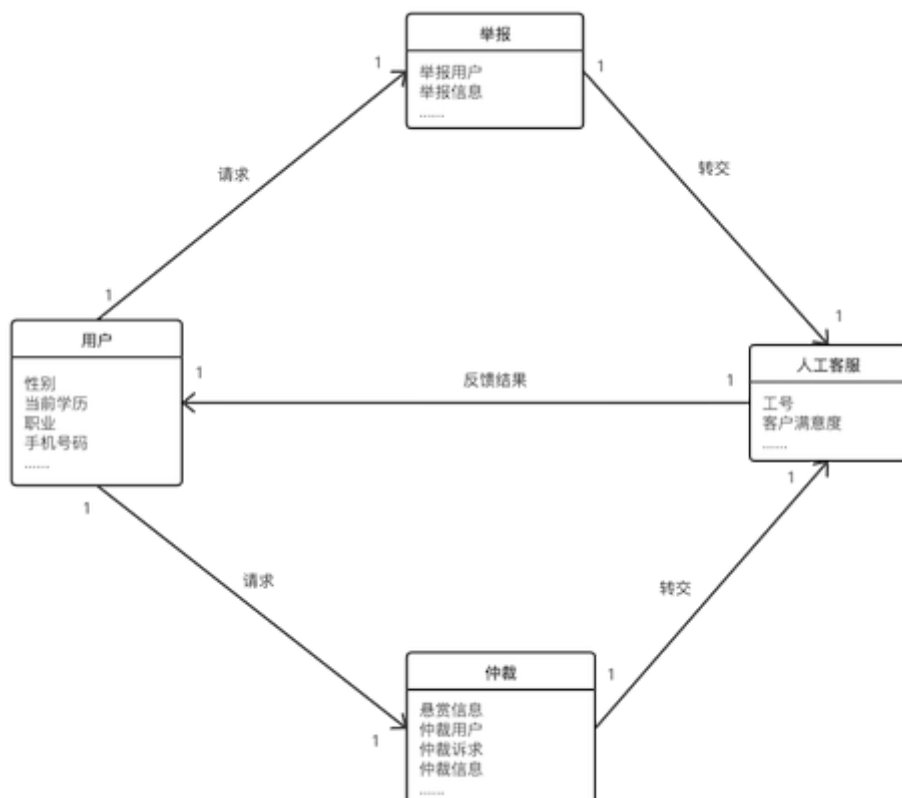 举报
举报用户
举报信息
......
1
1
请求
转交
1
1
用户
性别
当前学历
职业
手机号码
......
1
反馈结果
1
人工客服
工号
客户满意度
......
1
1
请求
转交
1
1
仲裁
悬赏信息
仲裁用户
仲裁诉求
仲裁信息
......